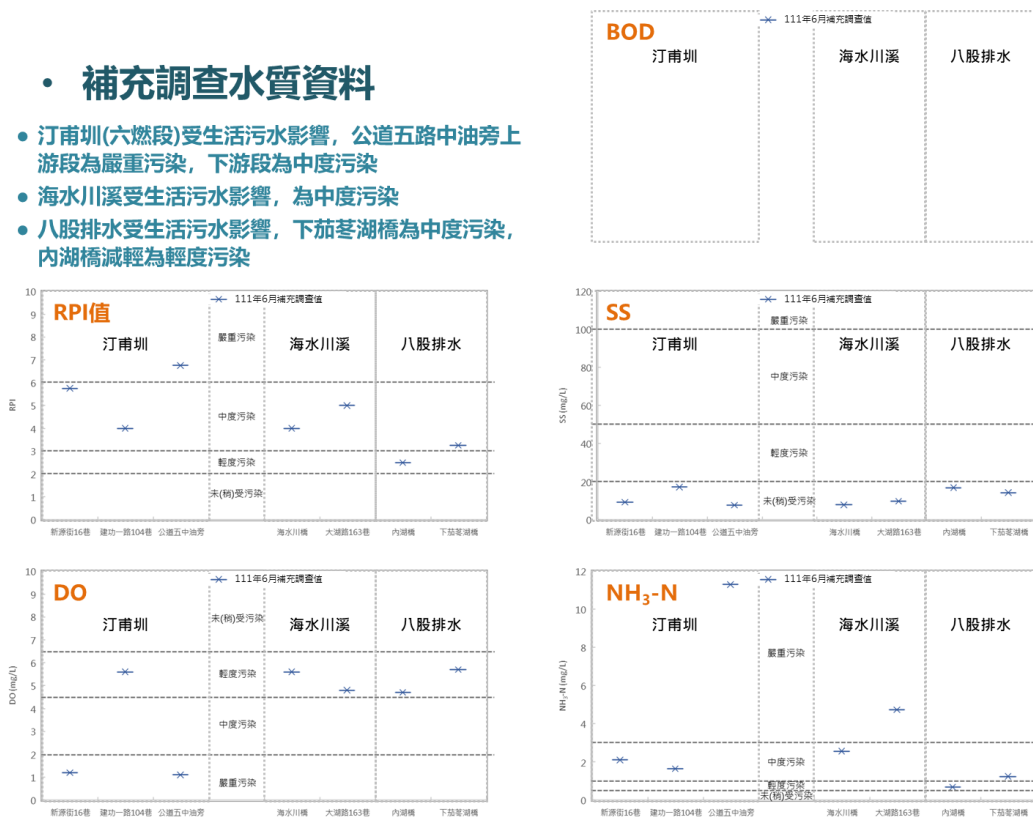 • 補充調查水質資料
● 汀甫圳(六燃段)受生活污水影響，公道五路中油旁上
游段為嚴重污染，下游段為中度污染
● 海水川溪受生活污水影響，為中度污染
● 八股排水受生活污水影響，下茄苳湖橋為中度污染，
內湖橋減輕為輕度污染
111年6月補充調查值
BOD
汀甫圳 海水川溪 八股排水
111年6月補充調查值
RPI值
嚴重污染
汀甫圳 海水川溪 八股排水
中度污染
輕度污染
未(稍)受污染
RPI
10
9
8
7
6
5
4
3
2
1
0
新源街16巷 建功一路104巷 公道五中油旁 海水川橋 大湖路163巷 內湖橋 下茄苳湖橋
111年6月補充調查值
SS
嚴重污染
汀甫圳 海水川溪 八股排水
中度污染
輕度污染
未(稍)受污染
SS (mg/L)
120
100
80
60
40
20
0
新源街16巷 建功一路104巷 公道五中油旁 海水川橋 大湖路163巷 內湖橋 下茄苳湖橋
111年6月補充調查值
DO
未(稍)受污染
汀甫圳 海水川溪 八股排水
輕度污染
中度污染
嚴重污染
DO (mg/L)
10
9
8
7
6
5
4
3
2
1
0
新源街16巷 建功一路104巷 公道五中油旁 海水川橋 大湖路163巷 內湖橋 下茄苳湖橋
111年6月補充調查值
NH₃-N
汀甫圳 海水川溪 八股排水
嚴重污染
中度污染
輕度污染
未(稍)受污染
NH₃-N (mg/L)
12
10
8
6
4
2
0
新源街16巷 建功一路104巷 公道五中油旁 海水川橋 大湖路163巷 內湖橋 下茄苳湖橋